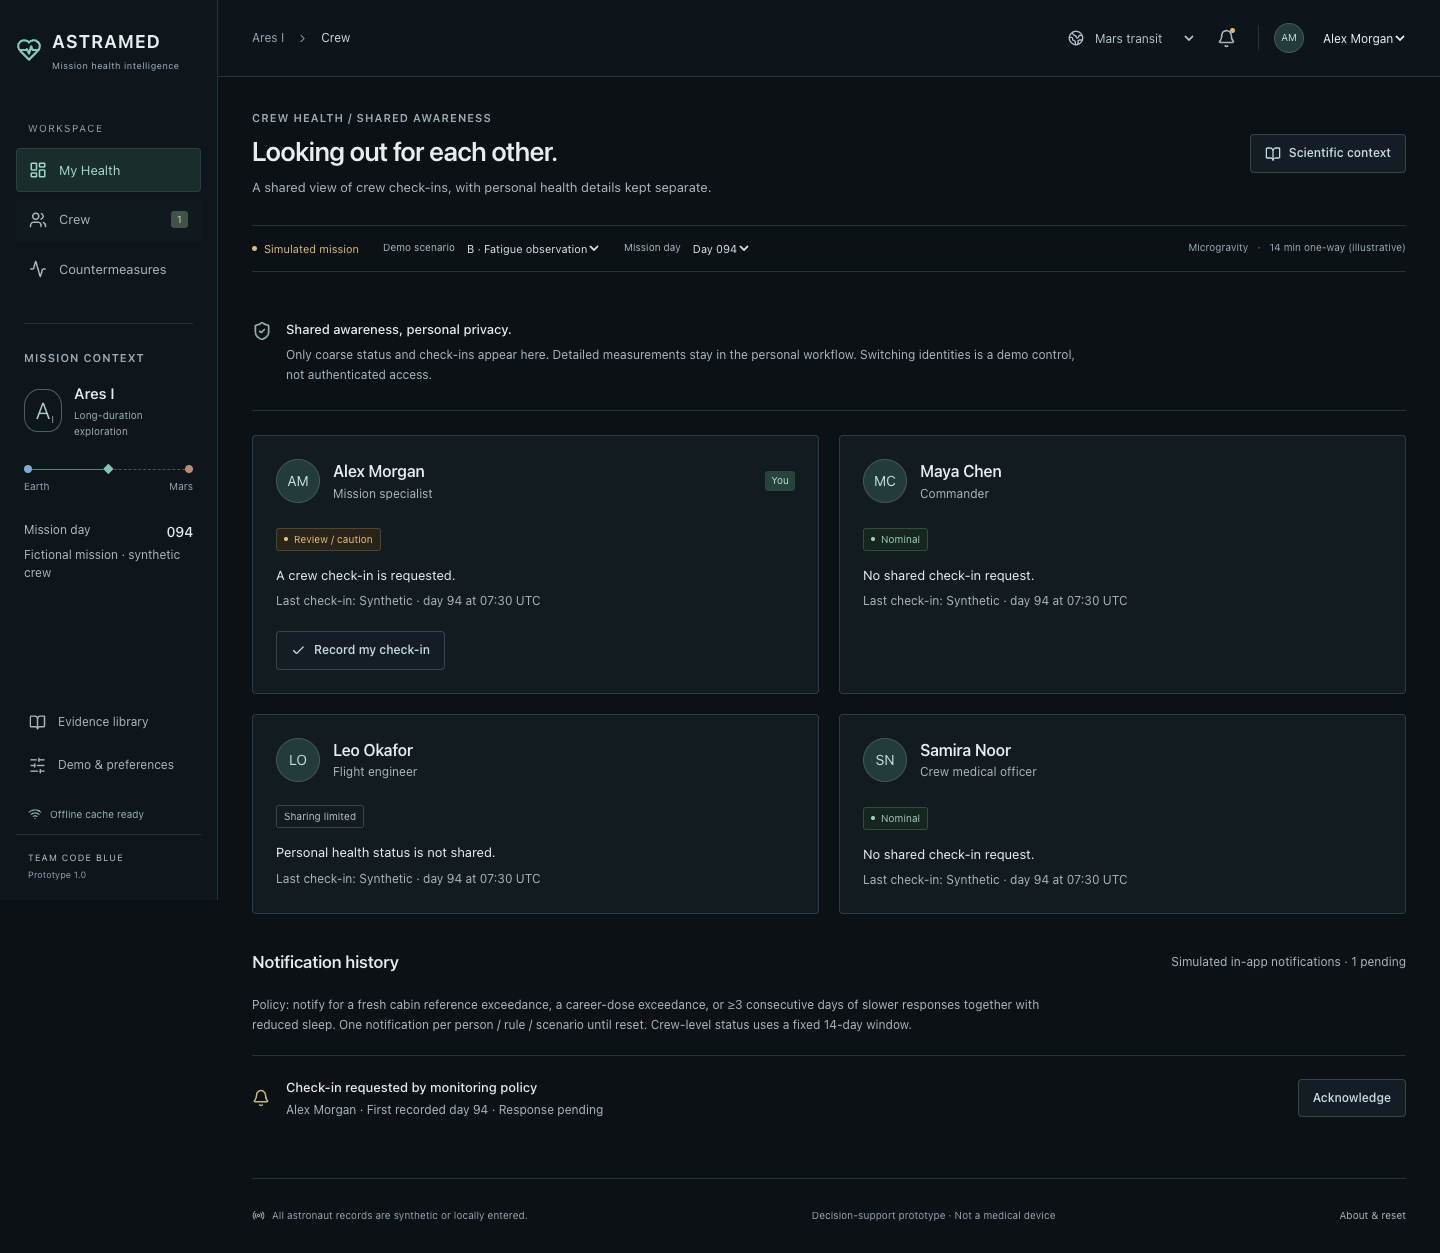 ASTRAMED
Mission health intelligence
WORKSPACE
My Health
Crew
1
Countermeasures
MISSION CONTEXT
A I
Ares I
Long-duration
exploration
Earth
Mars
Mission day
094
Fictional mission · synthetic
crew
Evidence library
Demo & preferences
Offline cache ready
TEAM CODE BLUE
Prototype 1.0
Ares I > Crew
Mars transit
AM
Alex Morgan
CREW HEALTH / SHARED AWARENESS
Looking out for each other.
A shared view of crew check-ins, with personal health details kept separate.
Scientific context
Simulated mission
Demo scenario
B · Fatigue observation
Mission day
Day 094
Microgravity · 14 min one-way (illustrative)
Shared awareness, personal privacy.
Only coarse status and check-ins appear here. Detailed measurements stay in the personal workflow. Switching identities is a demo control,
not authenticated access.
AM
Alex Morgan
Mission specialist
You
Review / caution
A crew check-in is requested.
Last check-in: Synthetic · day 94 at 07:30 UTC
Record my check-in
MC
Maya Chen
Commander
Nominal
No shared check-in request.
Last check-in: Synthetic · day 94 at 07:30 UTC
LO
Leo Okafor
Flight engineer
Sharing limited
Personal health status is not shared.
Last check-in: Synthetic · day 94 at 07:30 UTC
SN
Samira Noor
Crew medical officer
Nominal
No shared check-in request.
Last check-in: Synthetic · day 94 at 07:30 UTC
Notification history
Simulated in-app notifications · 1 pending
Policy: notify for a fresh cabin reference exceedance, a career-dose exceedance, or ≥3 consecutive days of slower responses together with
reduced sleep. One notification per person / rule / scenario until reset. Crew-level status uses a fixed 14-day window.
Check-in requested by monitoring policy
Alex Morgan · First recorded day 94 · Response pending
Acknowledge
All astronaut records are synthetic or locally entered.
Decision-support prototype · Not a medical device
About & reset